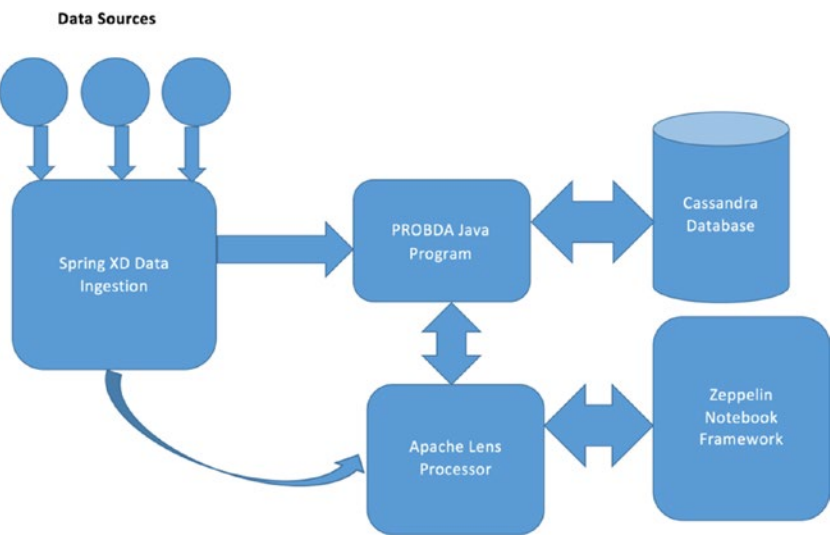 Data Sources
Spring XD Data
Ingestion
PROBDA Java
Program
Cassandra
Database
Apache Lens
Processor
Zeppelin
Notebook
Framework